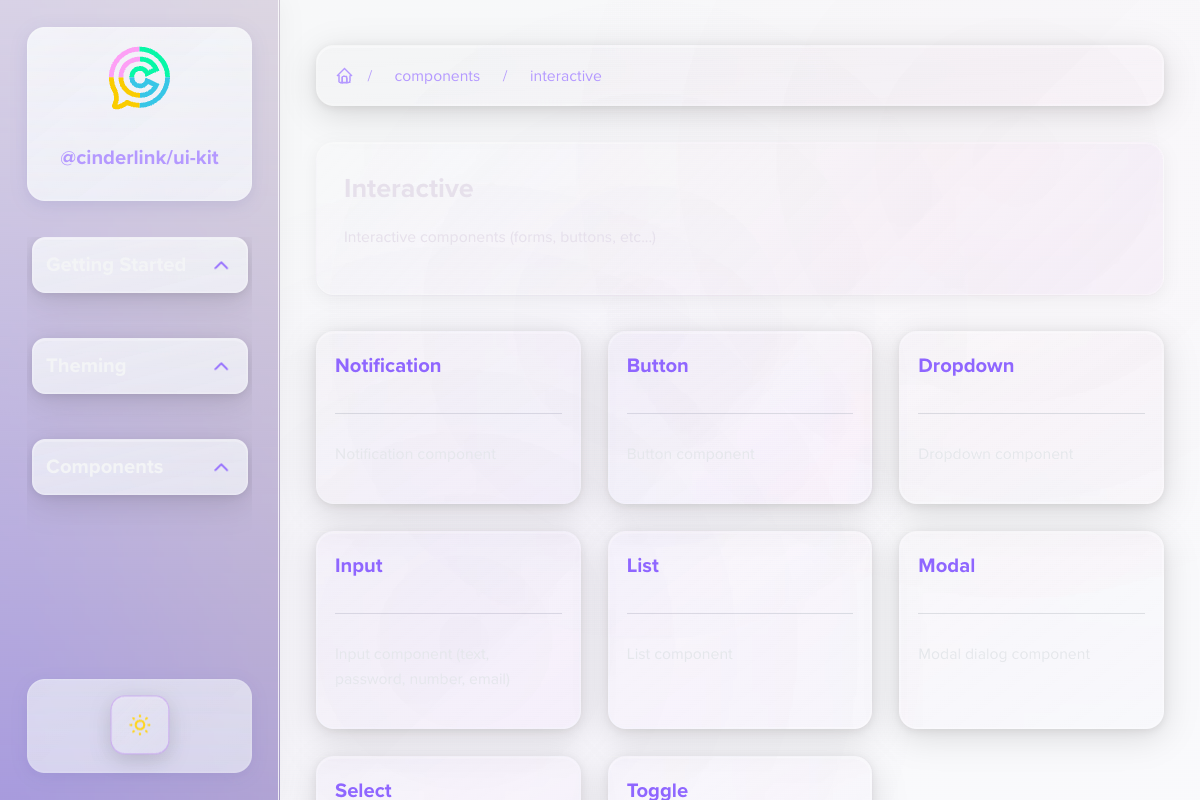 @cinderlink/ui-kit
Getting Started
Theming
Components
/ components / interactive
Interactive
Interactive components (forms, buttons, etc...)
Notification
Notification component
Button
Button component
Dropdown
Dropdown component
Input
Input component (text,
password, number, email)
List
List component
Modal
Modal dialog component
Select
Toggle